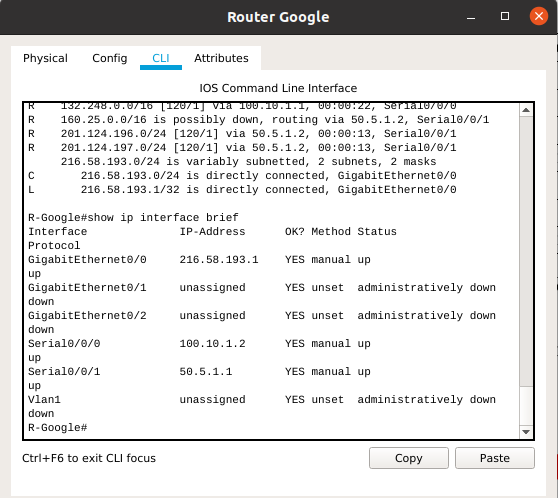 Router Google
Physical Config CLI Attributes
IOS Command Line Interface
R 132.248.0.0/16 [120/1] via 100.10.1.1, 00:00:22, Serial0/0/0
R 160.25.0.0/16 is possibly down, routing via 50.5.1.2, Serial0/0/1
R 201.124.196.0/24 [120/1] via 50.5.1.2, 00:00:13, Serial0/0/1
R 201.124.197.0/24 [120/1] via 50.5.1.2, 00:00:13, Serial0/0/1
216.58.193.0/24 is variably subnetted, 2 subnets, 2 masks
C 216.58.193.0/24 is directly connected, GigabitEthernet0/0
L 216.58.193.1/32 is directly connected, GigabitEthernet0/0
R-Google#show ip interface brief
Interface IP-Address OK? Method Status
Protocol
GigabitEthernet0/0 216.58.193.1 YES manual up
up
GigabitEthernet0/1 unassigned YES unset administratively down
down
GigabitEthernet0/2 unassigned YES unset administratively down
down
Serial0/0/0 100.10.1.2 YES manual up
up
Serial0/0/1 50.5.1.1 YES manual up
up
Vlan1 unassigned YES unset administratively down
down
R-Google#
Ctrl+F6 to exit CLI focus
Copy Paste